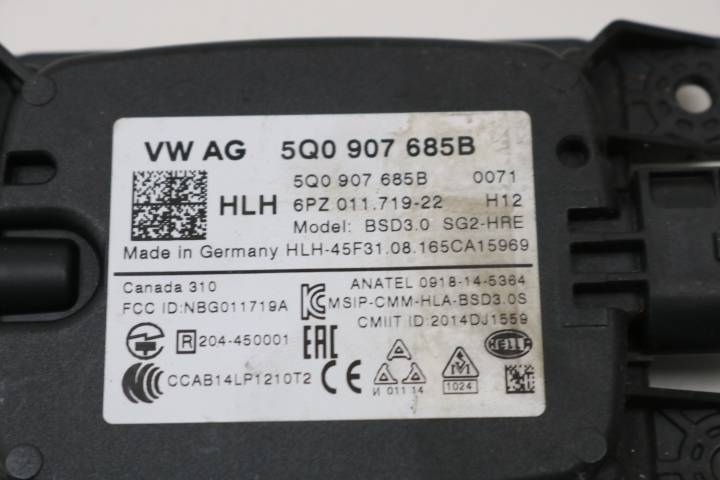 VW AG 5Q0 907 685B
5Q0 907 685B 0071
HLH 6PZ 011.719-22 H12
Model: BSD3.0 SG2-HRE
Made in Germany HLH-45F31.08.165CA15969
Canada 310 ANATEL 0918-14-5364
FCC ID:NBG011719A MSIP-CMM-HLA-BSD3.0S
CMIIT ID:2014DJ1559
R 204-450001 EAC HELLA
CCAB14LP1210T2 CE И 011 14 1024